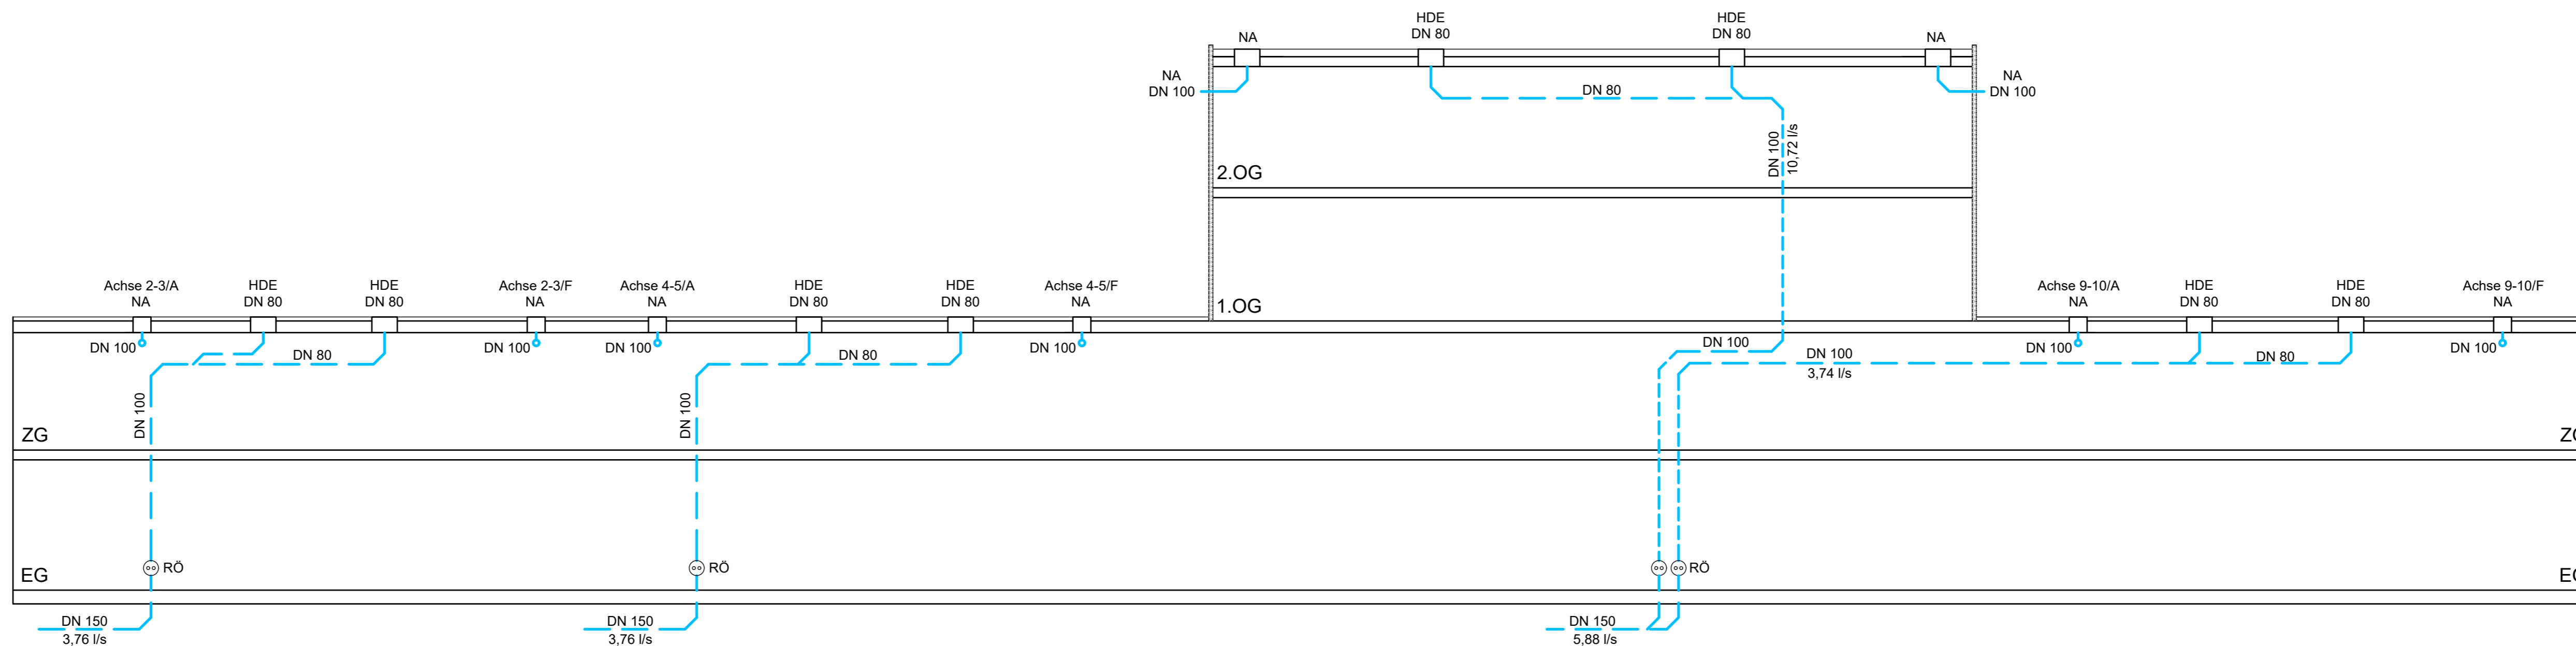 HDE
DN 80
HDE
DN 80
NA
NA
NA
DN 100
NA
DN 100
DN 80
DN 100
10,72 l/s
2.OG
1.OG
Achse 2-3/A
NA
HDE
DN 80
HDE
DN 80
Achse 2-3/F
NA
Achse 4-5/A
NA
HDE
DN 80
HDE
DN 80
Achse 4-5/F
NA
Achse 9-10/A
NA
HDE
DN 80
HDE
DN 80
Achse 9-10/F
NA
DN 100
DN 80
DN 100
DN 100
DN 80
DN 100
DN 100
DN 100
3,74 l/s
DN 100
DN 80
DN 100
DN 100
DN 100
ZG
EG
RÖ
RÖ
RÖ
DN 150
3,76 l/s
DN 150
3,76 l/s
DN 150
5,88 l/s